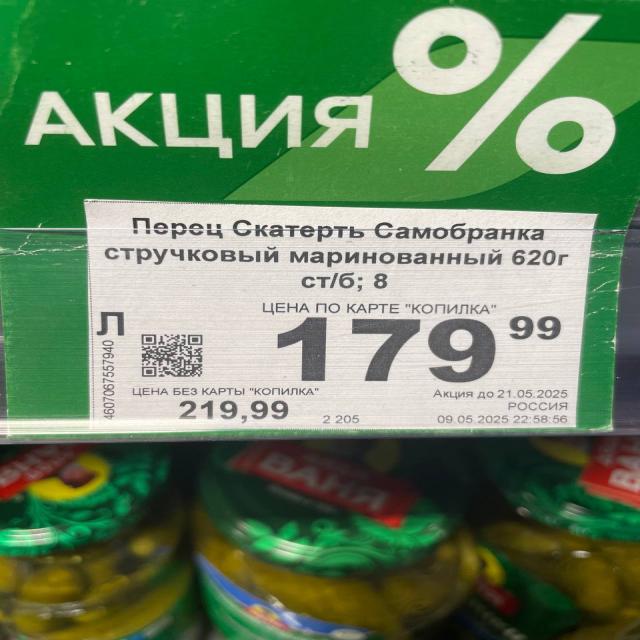 АКЦИЯ %
Перец Скатерть Самобранка
стручковый маринованный 620г
ст/б; 8
ЦЕНА ПО КАРТЕ "КОПИЛКА"
179 99
Л
4607067557940
ЦЕНА БЕЗ КАРТЫ "КОПИЛКА"
219,99
2 205
Акция до 21.05.2025
РОССИЯ
09.05.2025 22:58:56
ВАНЯ